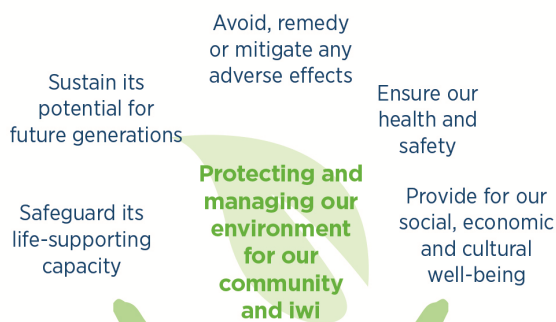 Avoid, remedy
or mitigate any
adverse effects
Sustain its
potential for
future generations
Ensure our
health and
safety
Safeguard its
life-supporting
capacity
Protecting and
managing our
environment
for our
community
and iwi
Provide for our
social, economic
and cultural
well-being